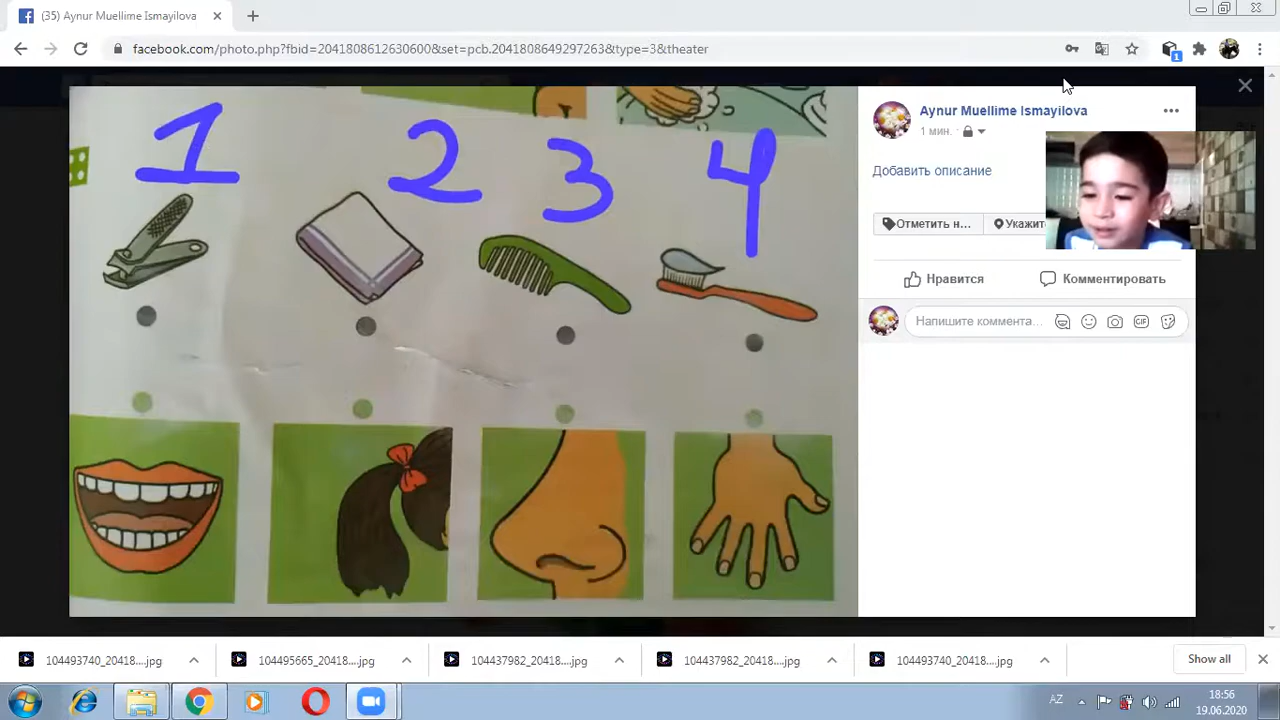 (35) Aynur Muellime Ismayilova
facebook.com/photo.php?fbid=2041808612630600&set=pcb.2041808649297263&type=3&theater
1
1
2
3
4
Aynur Muellime Ismayilova
1 мин.
Добавить описание
Отметить н...
Укажит
Нравится
Комментировать
Напишите коммента...
GIF
104493740_20418....jpg
104495665_20418....jpg
104437982_20418....jpg
104437982_20418....jpg
104493740_20418....jpg
Show all
AZ
18:56
19.06.2020